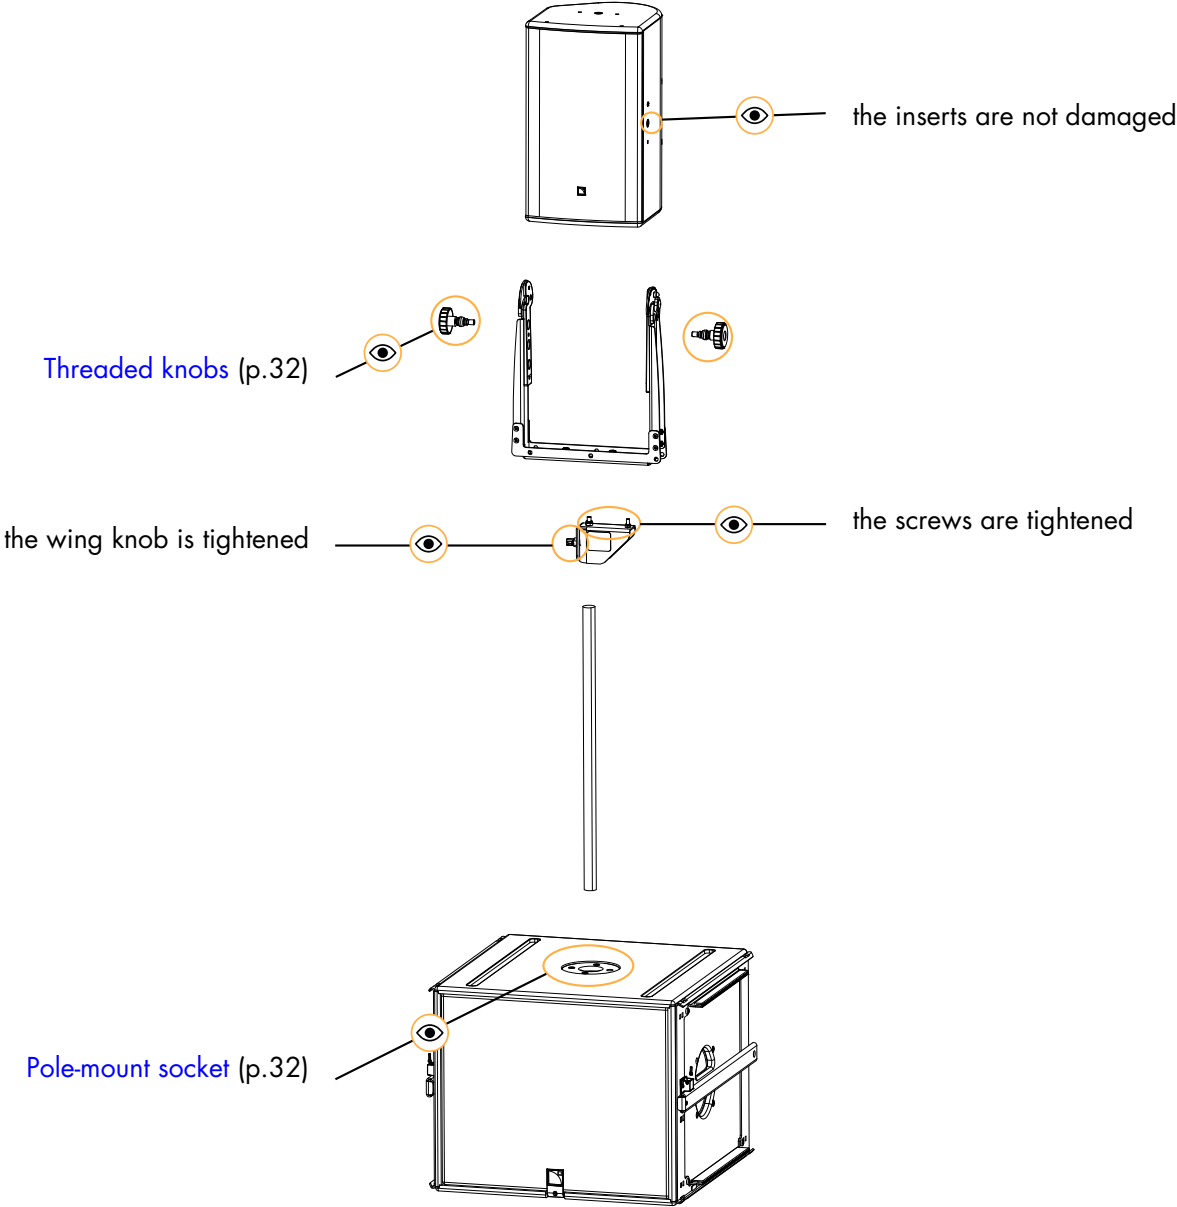 the inserts are not damaged
Threaded knobs (p.32)
the screws are tightened
the wing knob is tightened
Pole-mount socket (p.32)